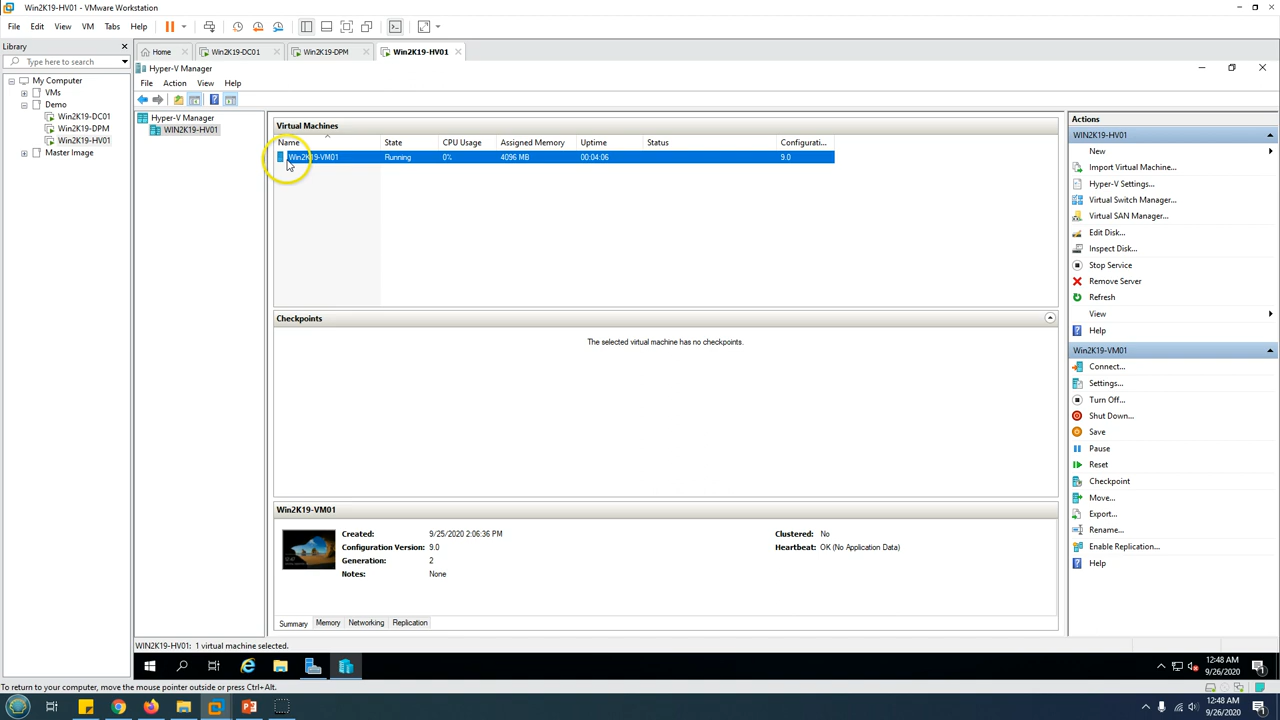 Win2K19-HV01 - VMware Workstation
File Edit View VM Tabs Help
Library
Type here to search
My Computer
VMs
Demo
Win2K19-DC01
Win2K19-DPM
Win2K19-HV01
Master Image
Home Win2K19-DC01 Win2K19-DPM Win2K19-HV01
Hyper-V Manager
File Action View Help
Hyper-V Manager
WIN2K19-HV01
Virtual Machines
Name State CPU Usage Assigned Memory Uptime Status Configurati...
Win2K19-VM01 Running 0% 4096 MB 00:04:06 9.0
Checkpoints
The selected virtual machine has no checkpoints.
Win2K19-VM01
Created: 9/25/2020 2:06:36 PM Clustered: No
Configuration Version: 9.0 Heartbeat: OK (No Application Data)
Generation: 2
Notes: None
Summary Memory Networking Replication
Actions
WIN2K19-HV01
New
Import Virtual Machine...
Hyper-V Settings...
Virtual Switch Manager...
Virtual SAN Manager...
Edit Disk...
Inspect Disk...
Stop Service
Remove Server
Refresh
View
Help
Win2K19-VM01
Connect...
Settings...
Turn Off...
Shut Down...
Save
Pause
Reset
Checkpoint
Move...
Export...
Rename...
Enable Replication...
Help
WIN2K19-HV01: 1 virtual machine selected.
12:48 AM
9/26/2020
To return to your computer, move the mouse pointer outside or press Ctrl+Alt.
12:48 AM
9/26/2020